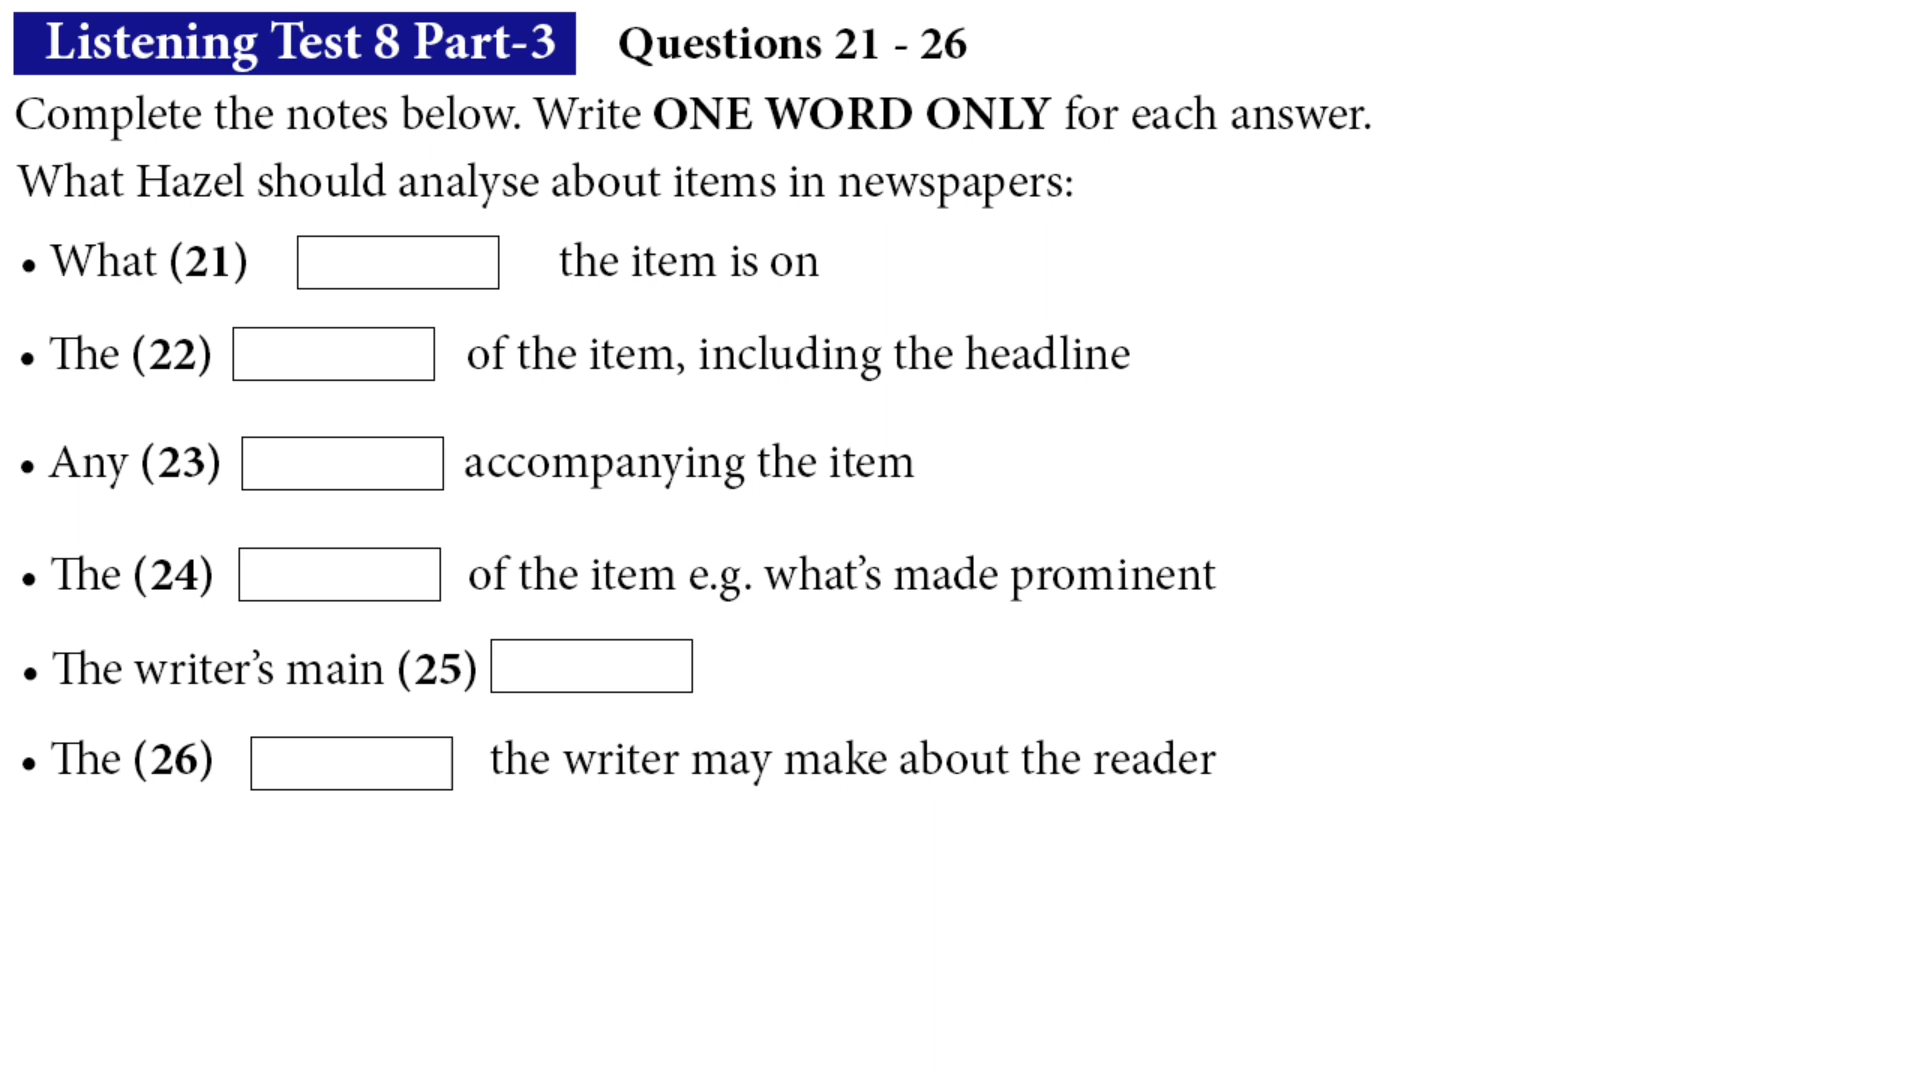 Listening Test 8 Part-3 Questions 21 - 26
Complete the notes below. Write ONE WORD ONLY for each answer.
What Hazel should analyse about items in newspapers:
• What (21) the item is on
• The (22) of the item, including the headline
• Any (23) accompanying the item
• The (24) of the item e.g. what’s made prominent
• The writer’s main (25)
• The (26) the writer may make about the reader